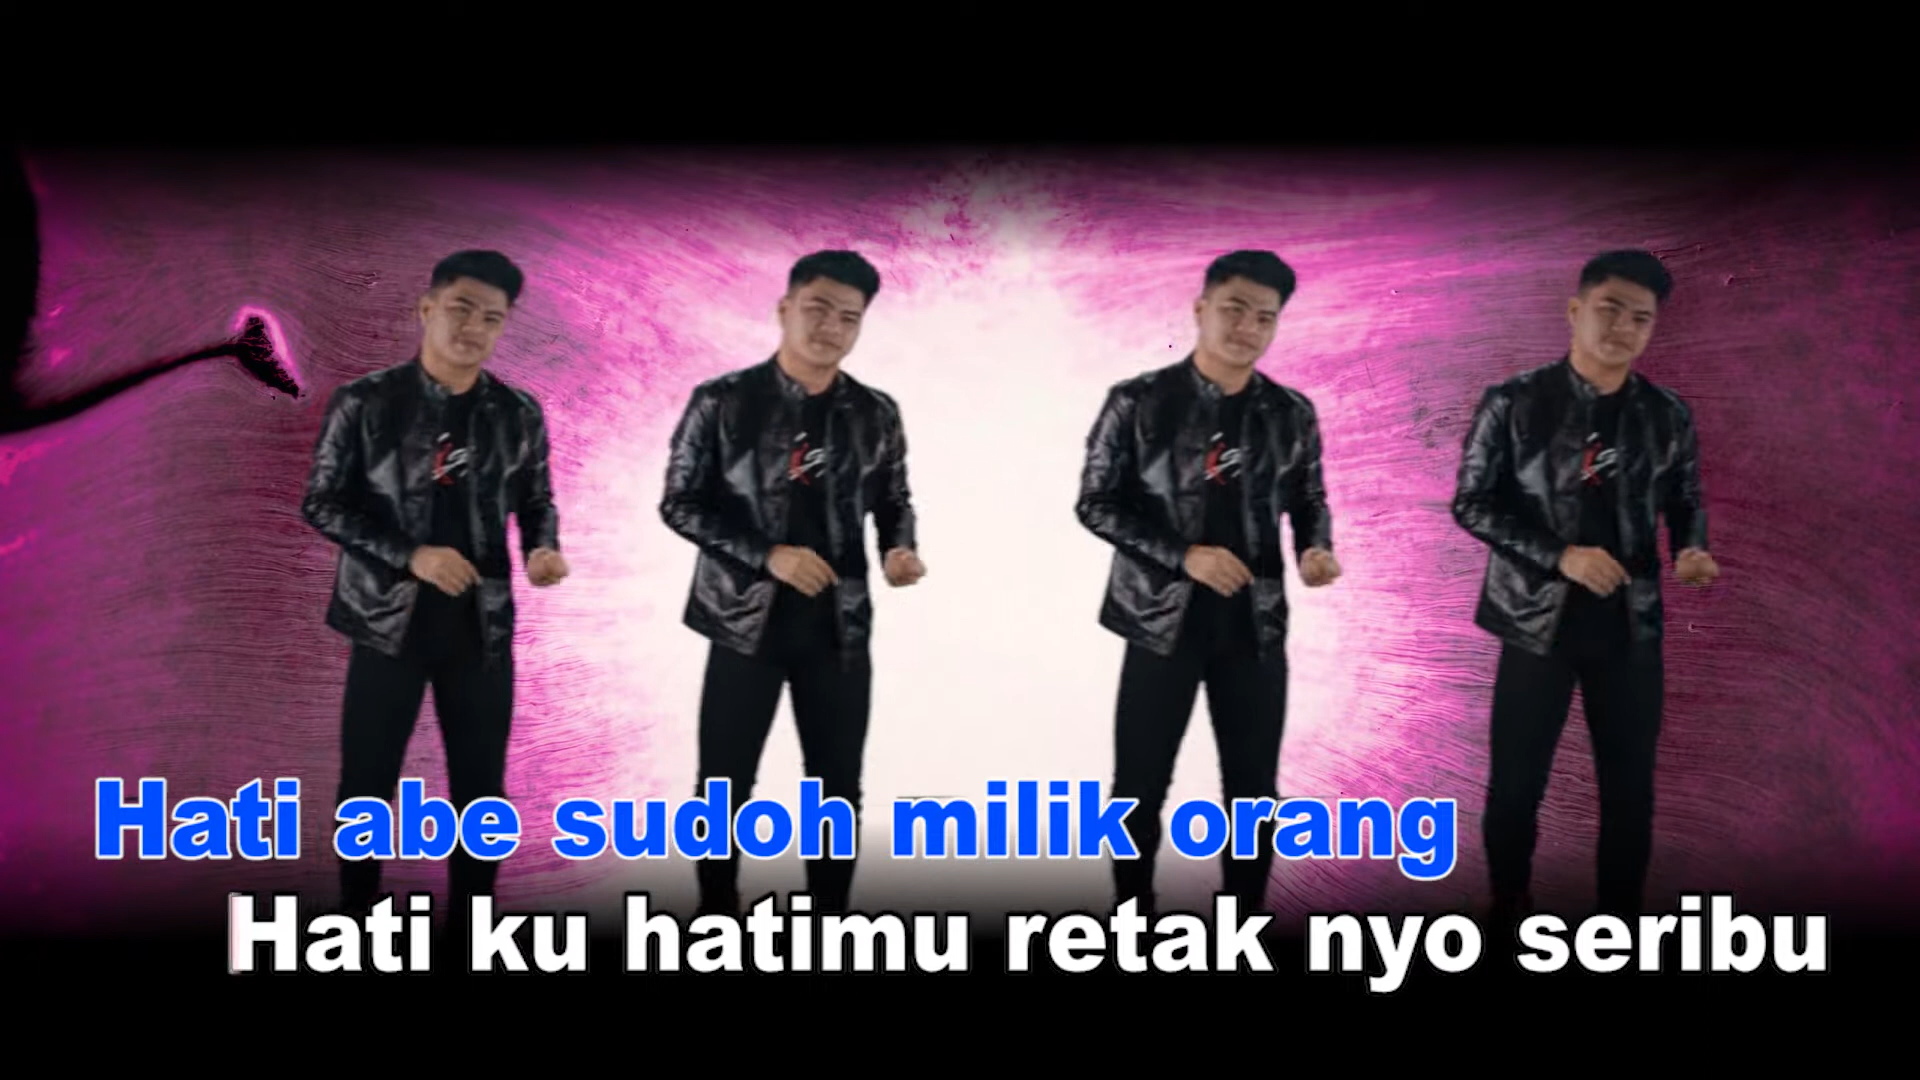 Hati abe sudoh milik orang
Hati ku hatimu retak nyo seribu